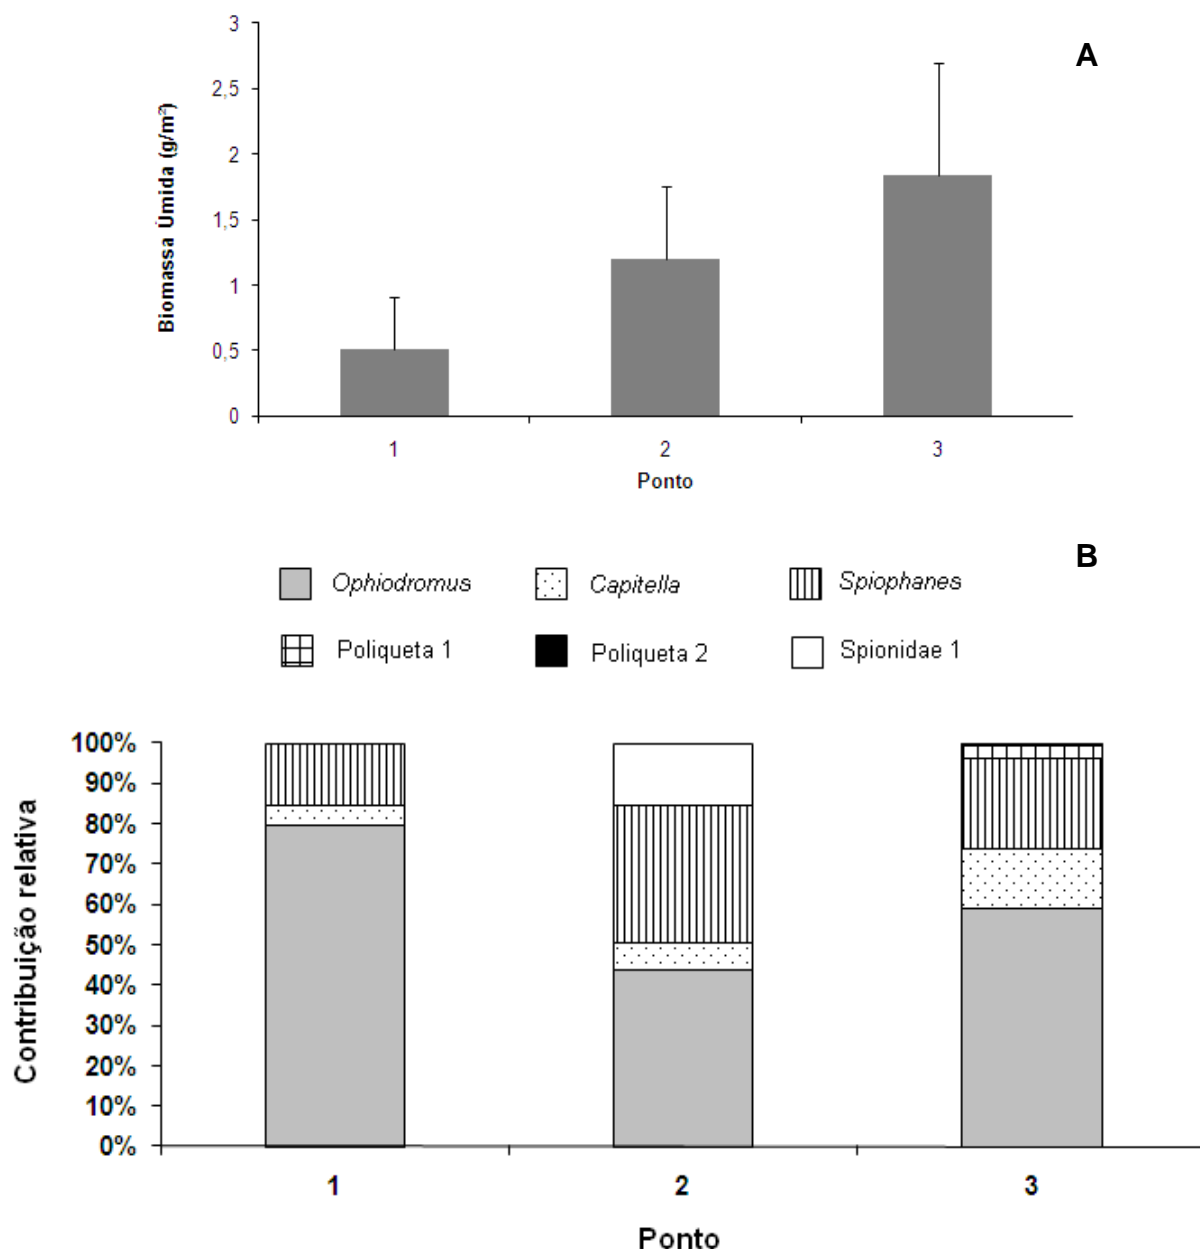 A
3
2,5
2
1,5
1
0,5
0
Biomassa Úmida (g/m²)
1 2 3
Ponto
B
Ophiodromus Capitella Spiophanes
Poliqueta 1 Poliqueta 2 Spionidae 1
100%
90%
80%
70%
60%
50%
40%
30%
20%
10%
0%
Contribuição relativa
1 2 3
Ponto